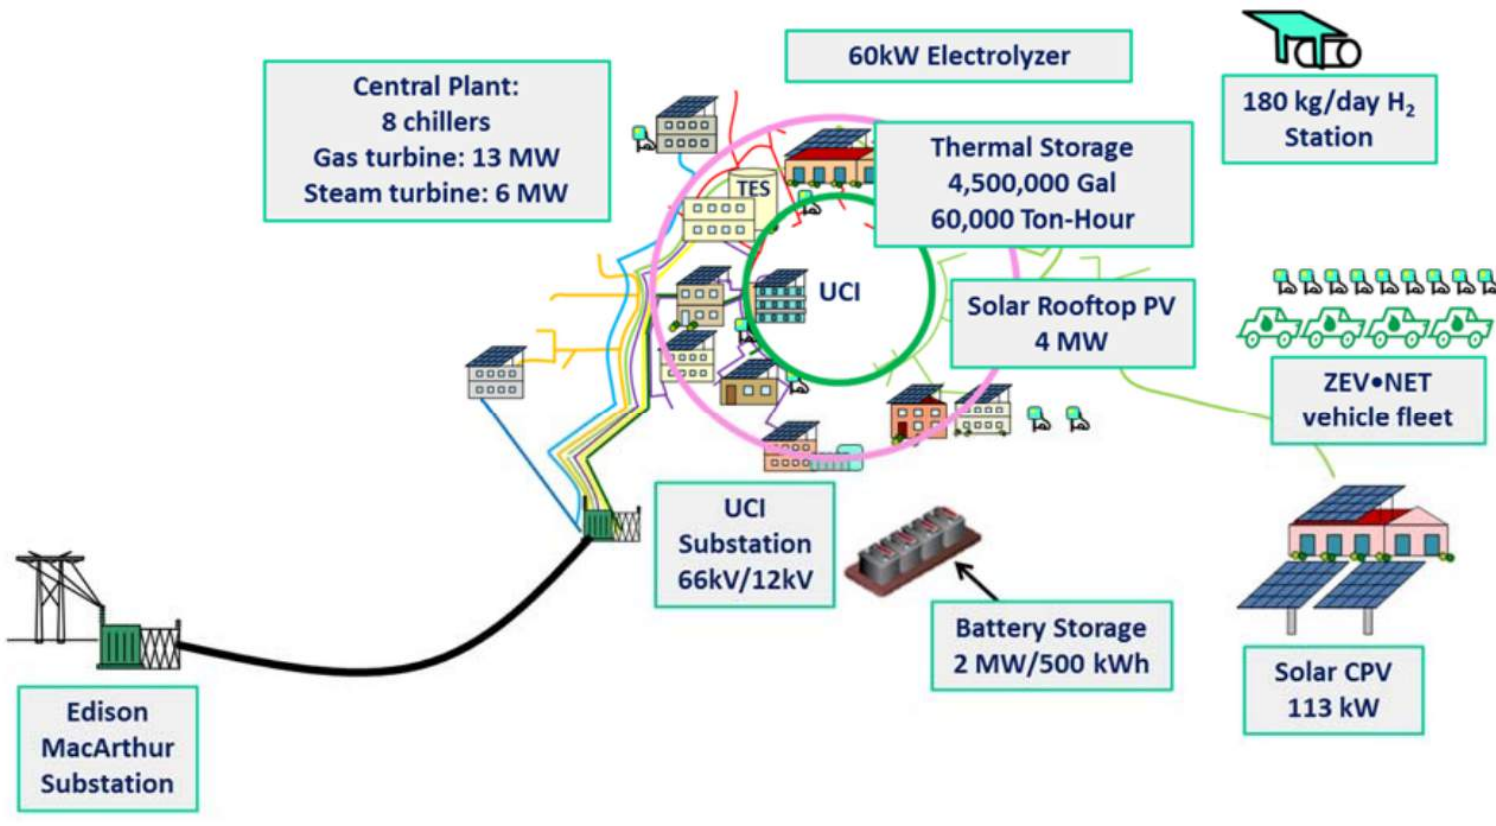 60kW Electrolyzer
Central Plant:
8 chillers
Gas turbine: 13 MW
Steam turbine: 6 MW
180 kg/day H₂
Station
Thermal Storage
4,500,000 Gal
60,000 Ton-Hour
TES
UCI
Solar Rooftop PV
4 MW
ZEV•NET
vehicle fleet
UCI
Substation
66kV/12kV
Battery Storage
2 MW/500 kWh
Solar CPV
113 kW
Edison
MacArthur
Substation